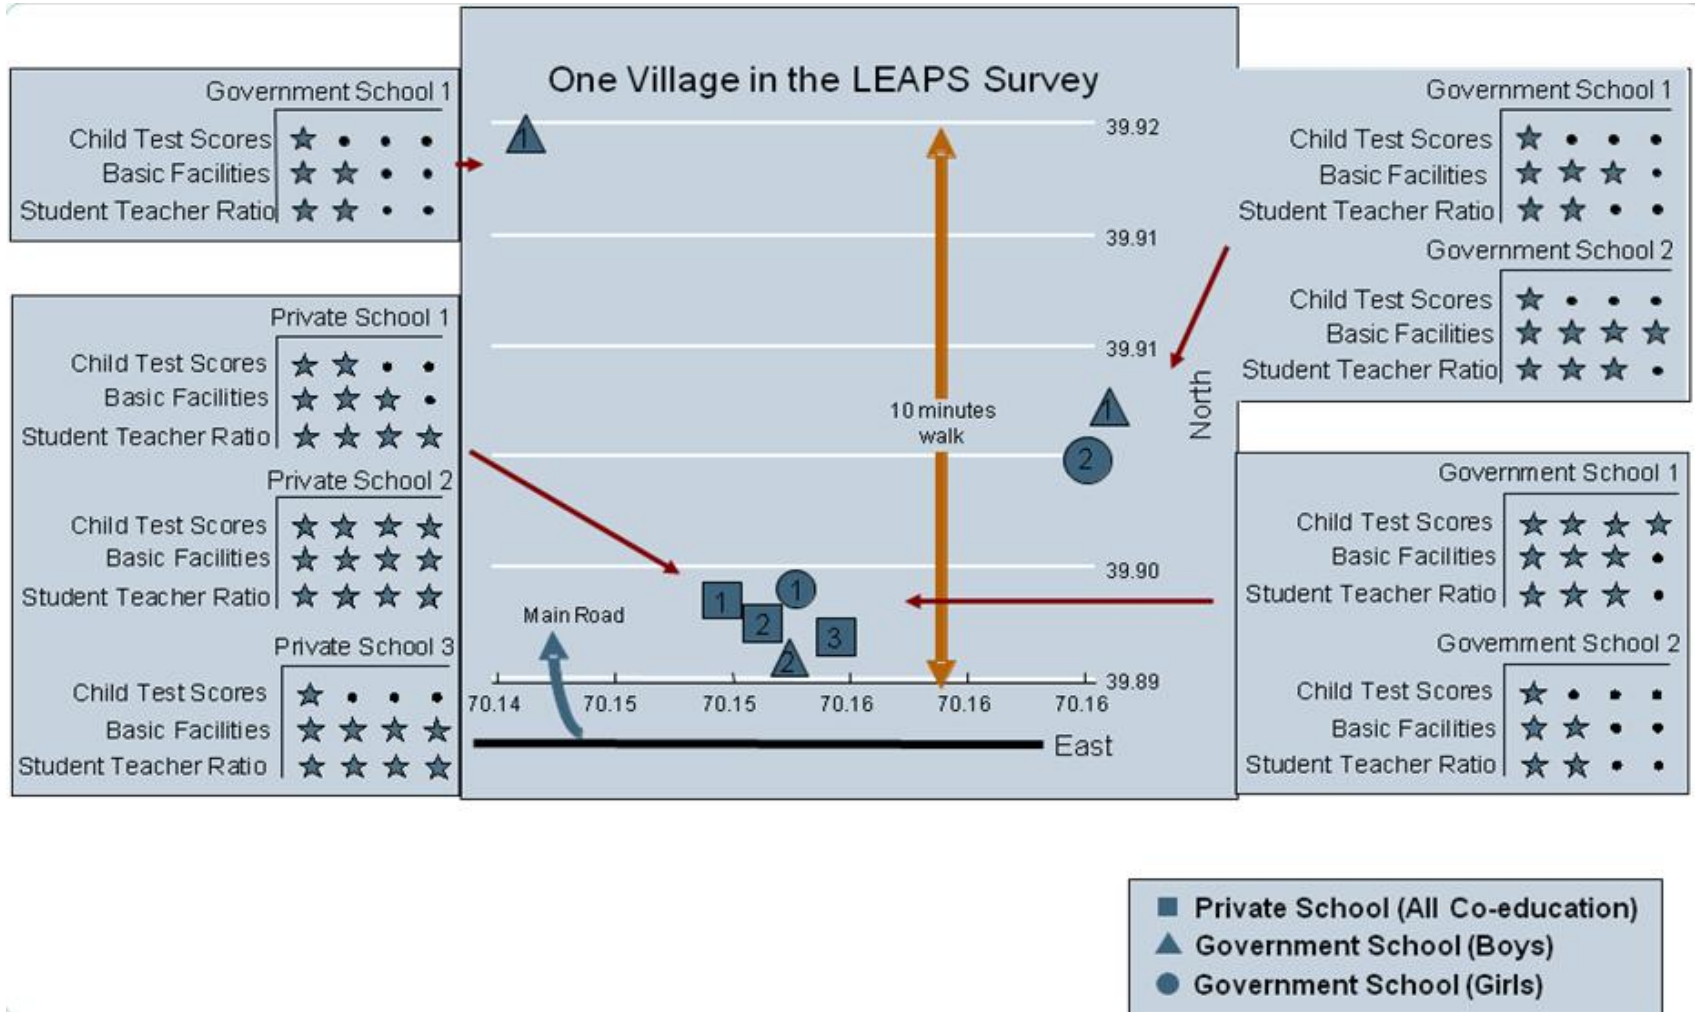 One Village in the LEAPS Survey
Government School 1
Child Test Scores
Basic Facilities
Student Teacher Ratio
Private School 1
Child Test Scores
Basic Facilities
Student Teacher Ratio
Private School 2
Child Test Scores
Basic Facilities
Student Teacher Ratio
Private School 3
Child Test Scores
Basic Facilities
Student Teacher Ratio
1
39.92
39.91
39.91
10 minutes
walk
North
1
2
39.90
1
1
2
3
2
Main Road
39.89
70.14 70.15 70.15 70.16 70.16 70.16
East
Government School 1
Child Test Scores
Basic Facilities
Student Teacher Ratio
Government School 2
Child Test Scores
Basic Facilities
Student Teacher Ratio
Government School 1
Child Test Scores
Basic Facilities
Student Teacher Ratio
Government School 2
Child Test Scores
Basic Facilities
Student Teacher Ratio
Private School (All Co-education)
Government School (Boys)
Government School (Girls)